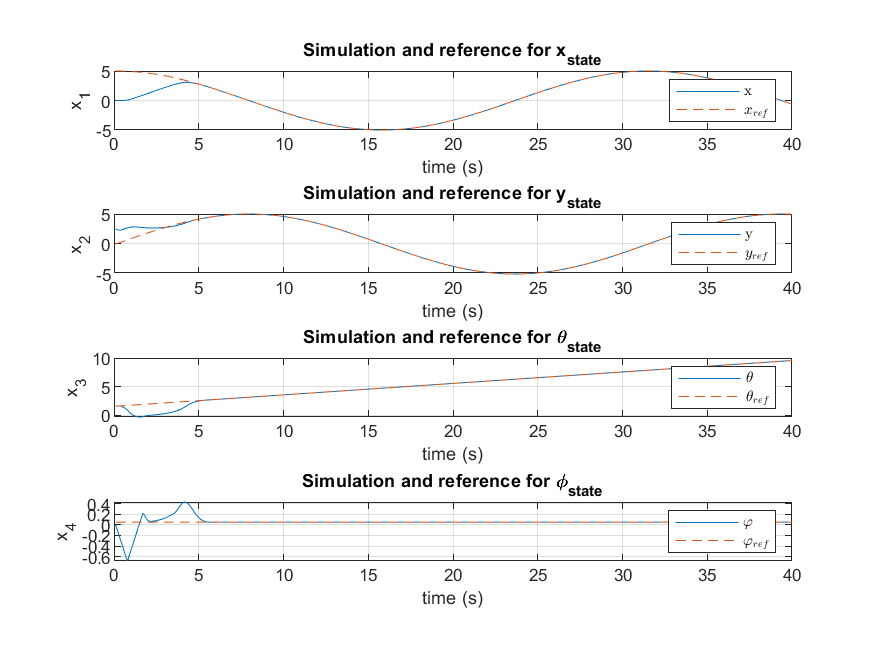 Simulation and reference for x_state
5
0
-5
x_1
x
x_ref
0 5 10 15 20 25 30 35 40
time (s)
Simulation and reference for y_state
5
0
-5
x_2
y
y_ref
0 5 10 15 20 25 30 35 40
time (s)
Simulation and reference for θ_state
10
5
0
x_3
θ
θ_ref
0 5 10 15 20 25 30 35 40
time (s)
Simulation and reference for ϕ_state
0.4
0.2
0
-0.2
-0.4
-0.6
x_4
φ
φ_ref
0 5 10 15 20 25 30 35 40
time (s)